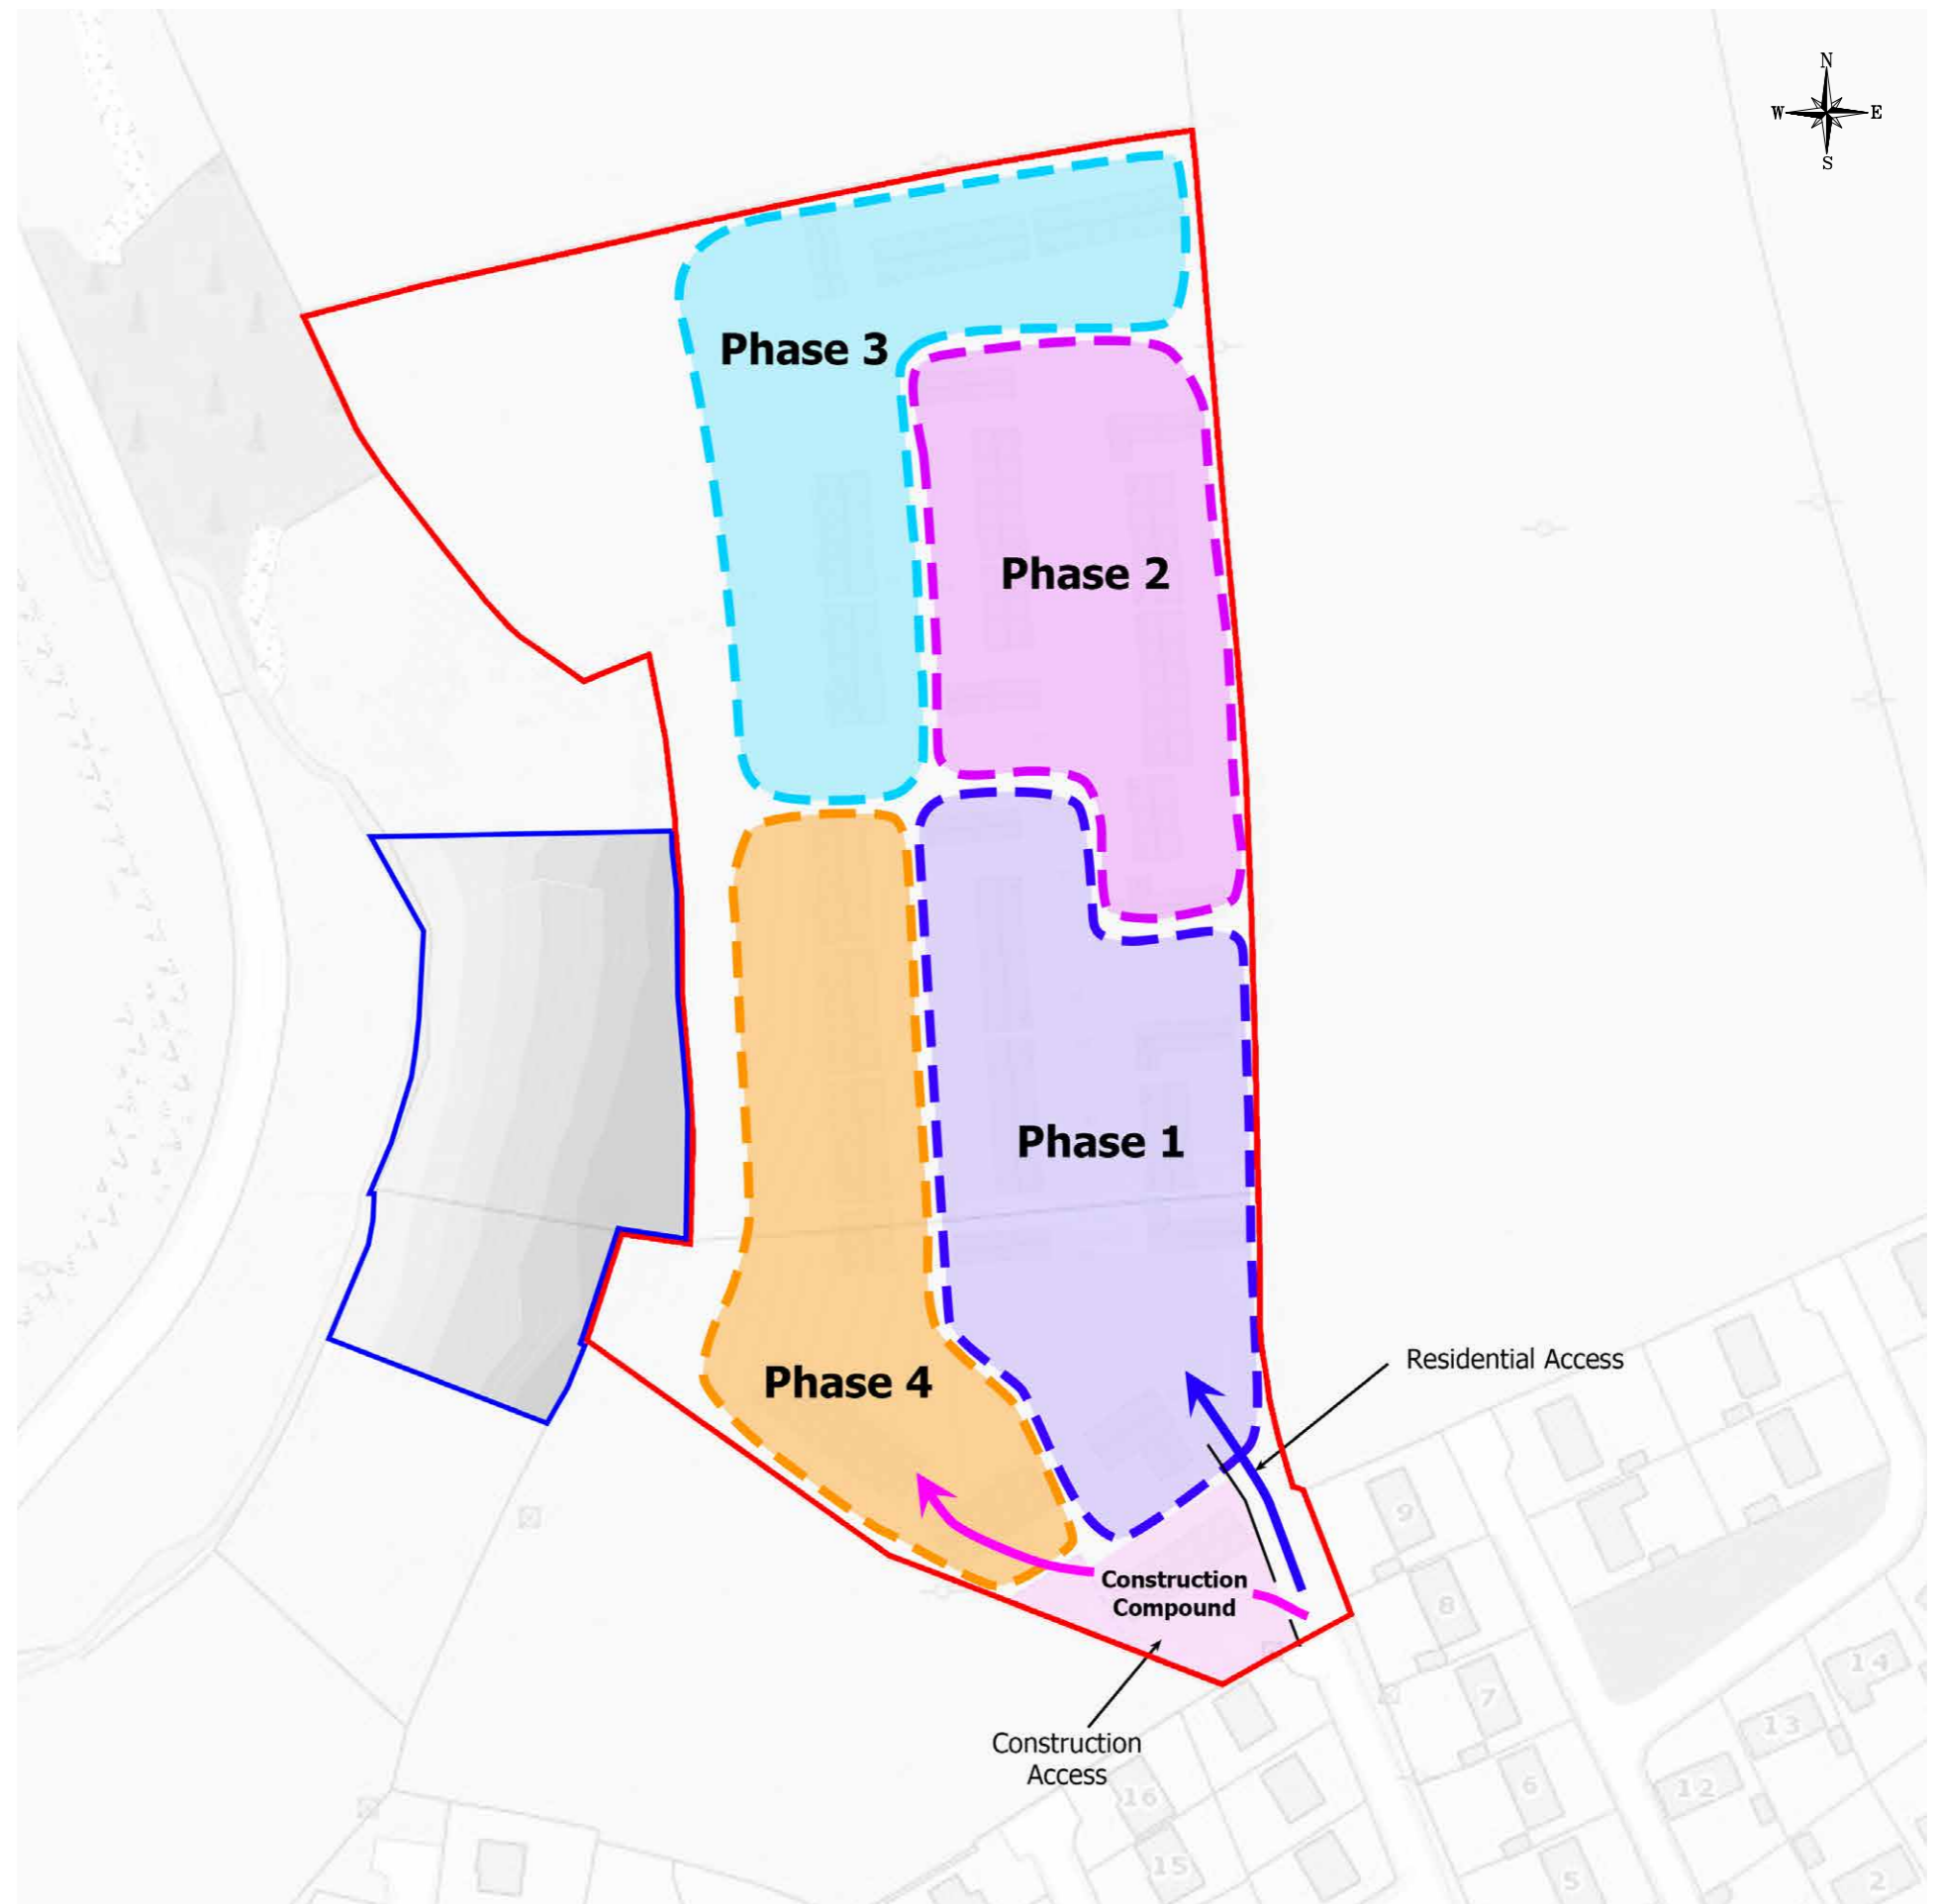 N
W E
S
Phase 3
Phase 2
Phase 1
Residential Access
Phase 4
9
Construction
Compound
8
14
7
13
Construction
Access
6
12
16
15
5
2